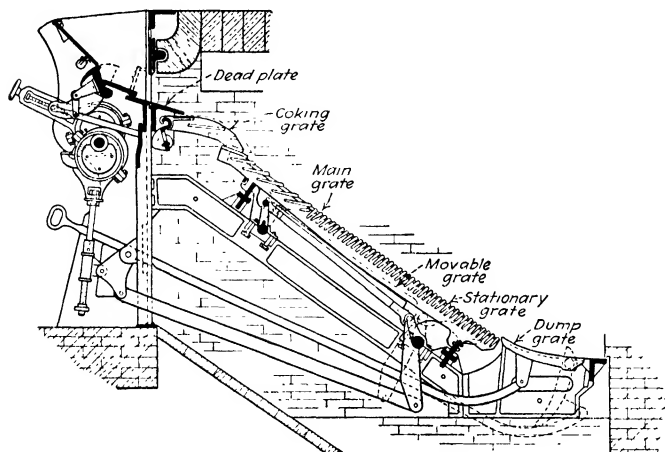 Dead plate
Coking
grate
Main
grate
Movable
grate
Stationary
grate
Dump
grate